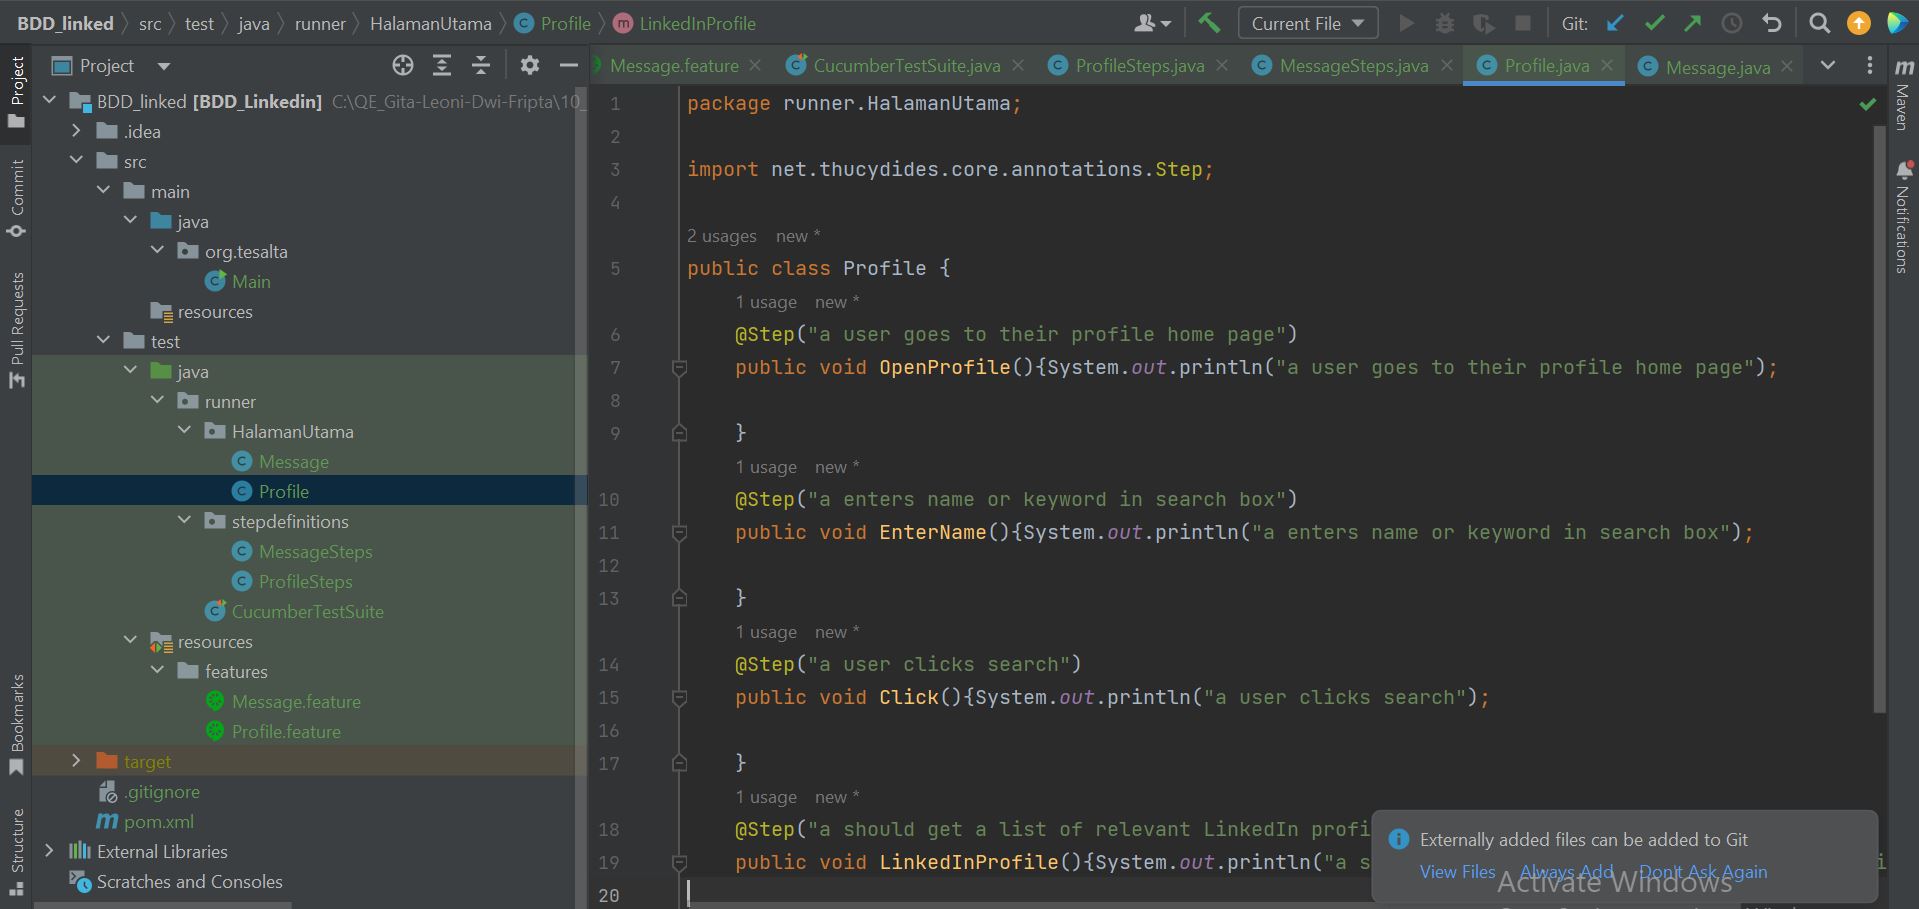 BDD_linked src test java runner HalamanUtama Profile LinkedInProfile
Current File
Git:
Project
Message.feature
CucumberTestSuite.java
ProfileSteps.java
MessageSteps.java
Profile.java
Message.java
Project
Commit
Pull Requests
Bookmarks
Structure
BDD_linked [BDD_Linkedin] C:\QE_Gita-Leoni-Dwi-Fripta\10_
.idea
src
main
java
org.tesalta
Main
resources
test
java
runner
HalamanUtama
Message
Profile
stepdefinitions
MessageSteps
ProfileSteps
CucumberTestSuite
resources
features
Message.feature
Profile.feature
target
.gitignore
pom.xml
External Libraries
Scratches and Consoles
1 package runner.HalamanUtama;
2
3 import net.thucydides.core.annotations.Step;
4
2 usages new *
5 public class Profile {
1 usage new *
6 @Step("a user goes to their profile home page")
7 public void OpenProfile(){System.out.println("a user goes to their profile home page");
8
9 }
1 usage new *
10 @Step("a enters name or keyword in search box")
11 public void EnterName(){System.out.println("a enters name or keyword in search box");
12
13 }
1 usage new *
14 @Step("a user clicks search")
15 public void Click(){System.out.println("a user clicks search");
16
17 }
1 usage new *
18 @Step("a should get a list of relevant LinkedIn profi
19 public void LinkedInProfile(){System.out.println("a s
20
Externally added files can be added to Git
View Files Always Add Don't Ask Again
Activate Windows
Maven
Notifications